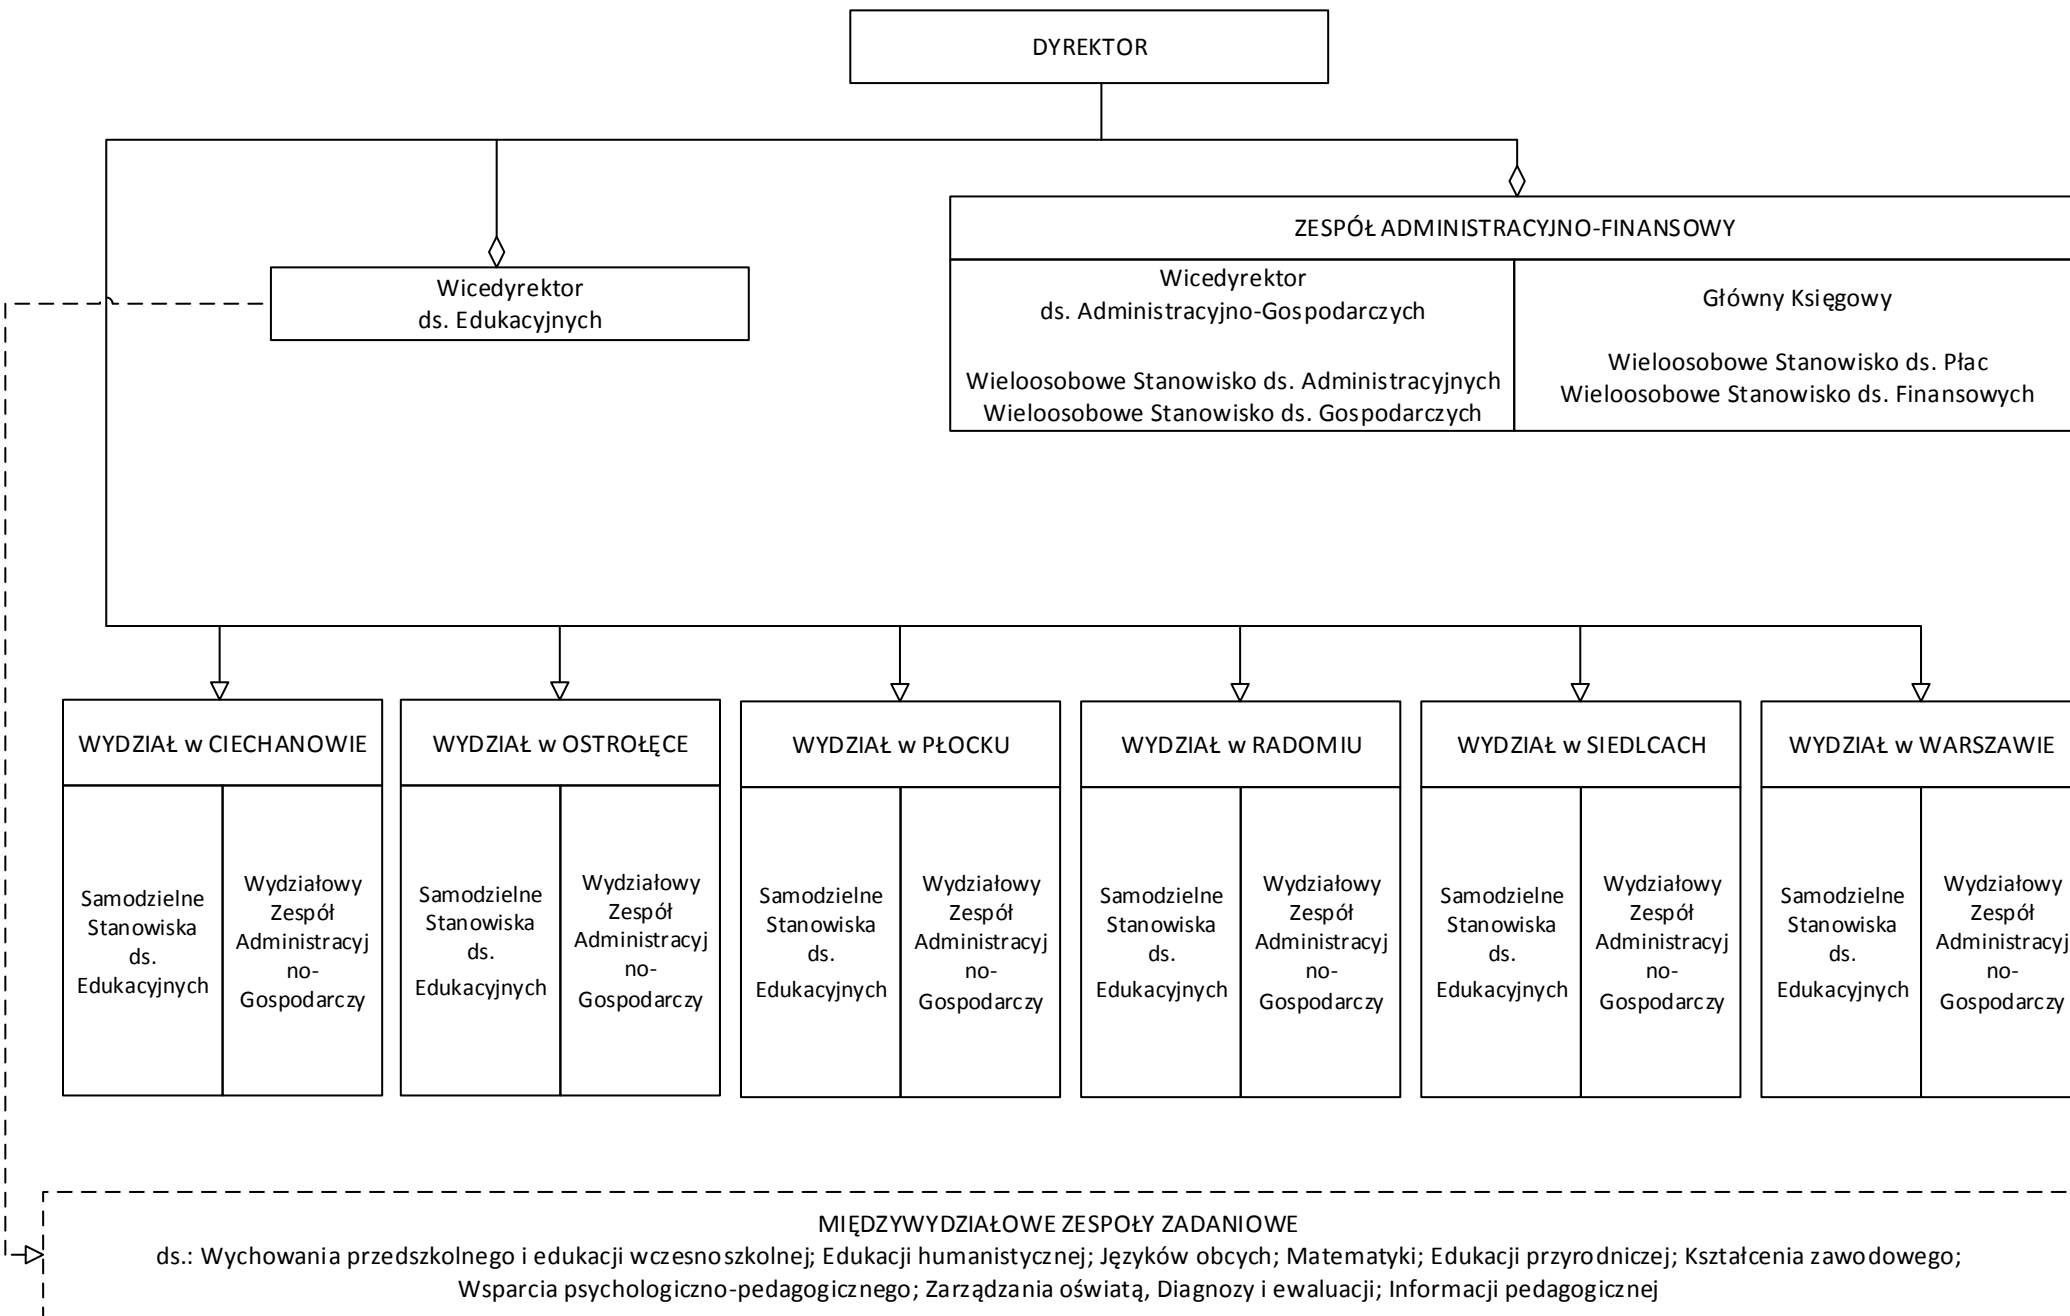 DYREKTOR
ZESPÓŁ ADMINISTRACYJNO-FINANSOWY
Wicedyrektor
ds. Edukacyjnych
Wicedyrektor
ds. Administracyjno-Gospodarczych
Wieloosobowe Stanowisko ds. Administracyjnych
Wieloosobowe Stanowisko ds. Gospodarczych
Główny Księgowy
Wieloosobowe Stanowisko ds. Płac
Wieloosobowe Stanowisko ds. Finansowych
WYDZIAŁ w CIECHANOWIE
Samodzielne
Stanowiska
ds.
Edukacyjnych
Wydziałowy
Zespół
Administracyj
no-
Gospodarczy
WYDZIAŁ w OSTROŁĘCE
Samodzielne
Stanowiska
ds.
Edukacyjnych
Wydziałowy
Zespół
Administracyj
no-
Gospodarczy
WYDZIAŁ w PŁOCKU
Samodzielne
Stanowiska
ds.
Edukacyjnych
Wydziałowy
Zespół
Administracyj
no-
Gospodarczy
WYDZIAŁ w RADOMIU
Samodzielne
Stanowiska
ds.
Edukacyjnych
Wydziałowy
Zespół
Administracyj
no-
Gospodarczy
WYDZIAŁ w SIEDLCACH
Samodzielne
Stanowiska
ds.
Edukacyjnych
Wydziałowy
Zespół
Administracyj
no-
Gospodarczy
WYDZIAŁ w WARSZAWIE
Samodzielne
Stanowiska
ds.
Edukacyjnych
Wydziałowy
Zespół
Administracyj
no-
Gospodarczy
MIĘDZYWYDZIAŁOWE ZESPOŁY ZADANIOWE
ds.: Wychowania przedszkolnego i edukacji wczesnoszkolnej; Edukacji humanistycznej; Języków obcych; Matematyki; Edukacji przyrodniczej; Kształcenia zawodowego;
Wsparcia psychologiczno-pedagogicznego; Zarządzania oświatą, Diagnozy i ewaluacji; Informacji pedagogicznej